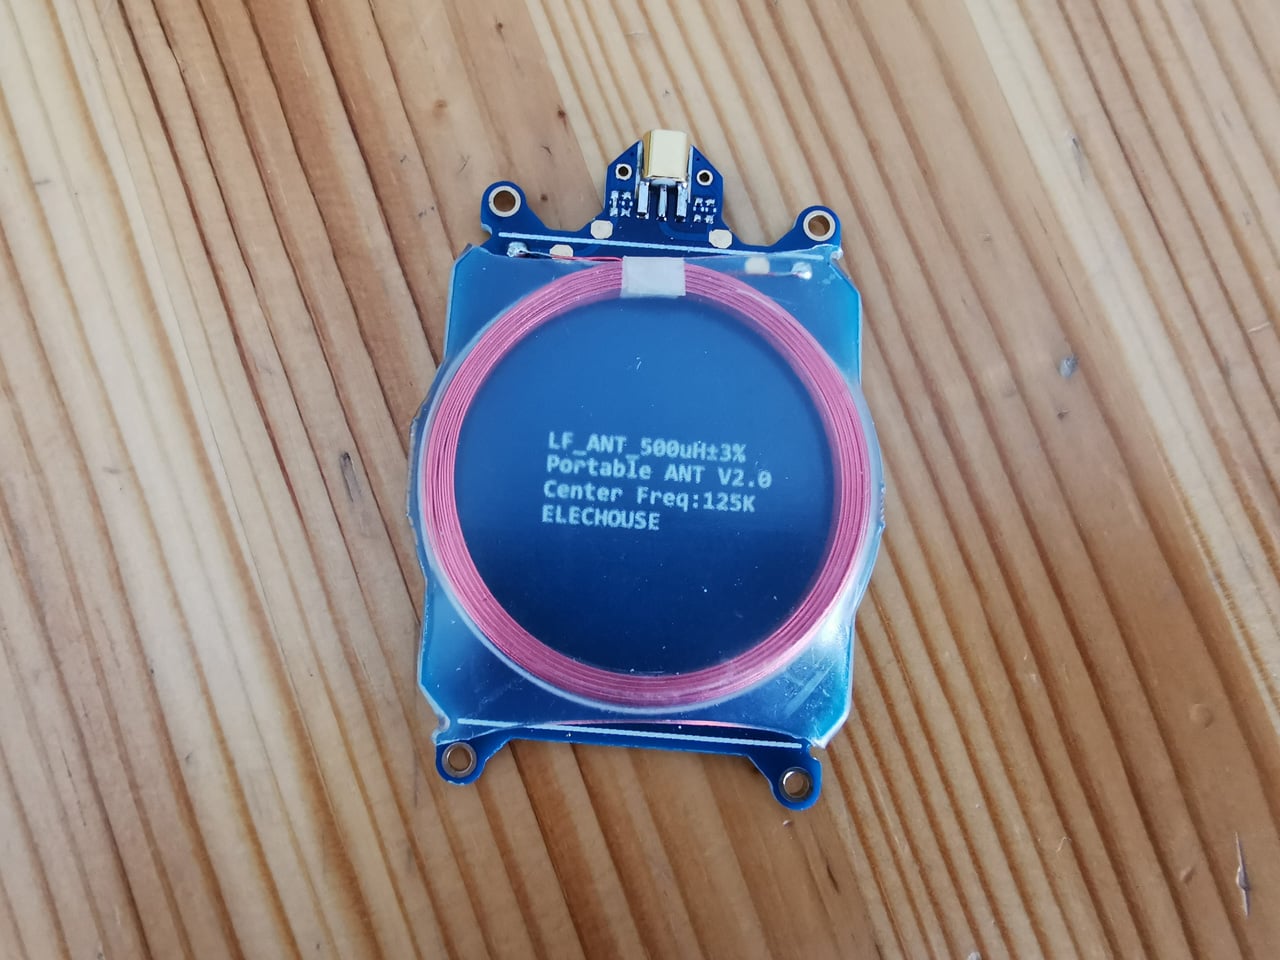 LF_ANT_500uH±3%
Portable ANT V2.0
Center Freq:125K
ELECHOUSE